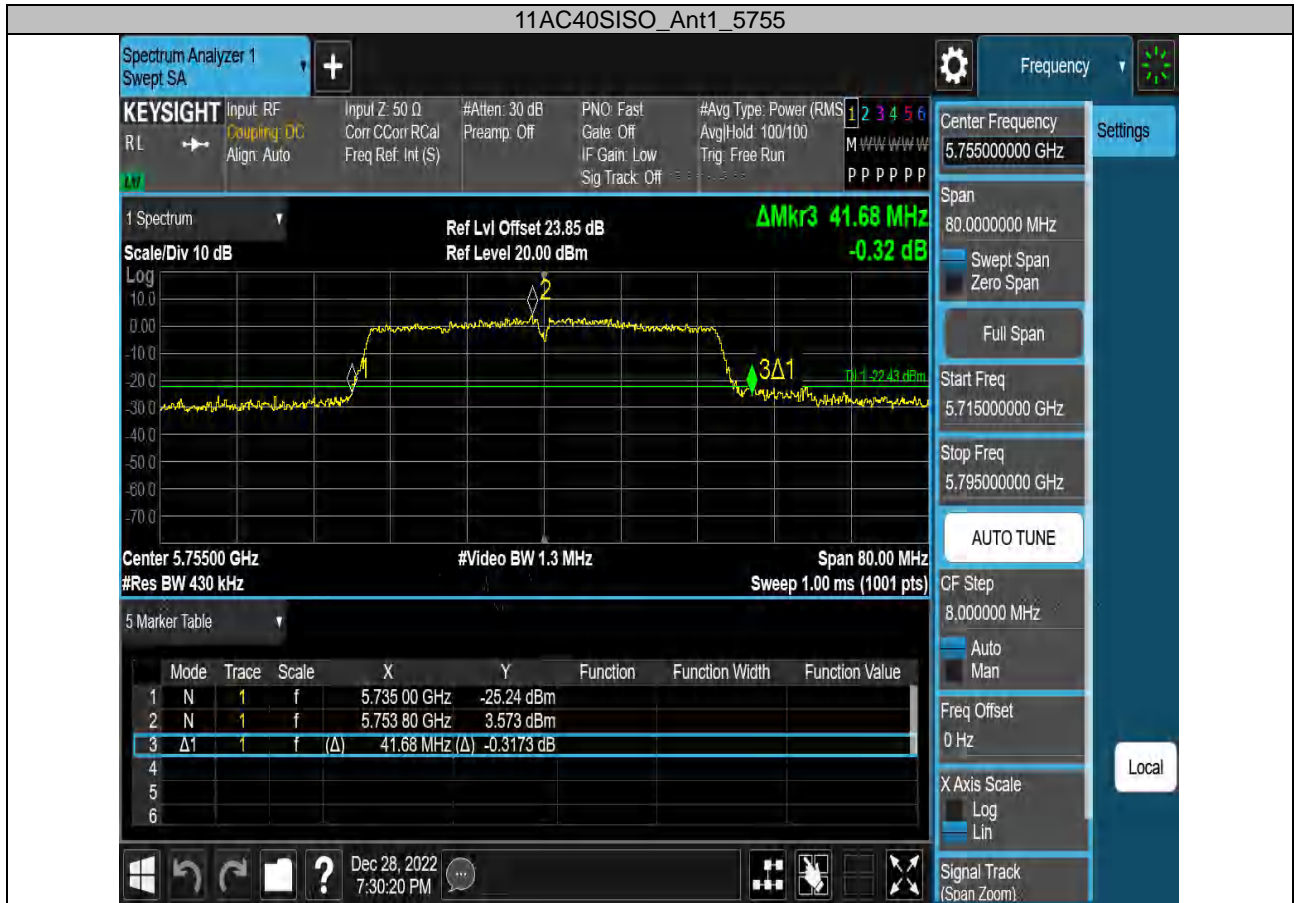 11AC40SISO_Ant1_5755
Spectrum Analyzer 1
Swept SA
Frequency
KEYSIGHT
RL
Input: RF
Coupling: DC
Align: Auto
Input Z: 50 Ω
Corr CCorr RCal
Freq Ref: Int (S)
#Atten: 30 dB
Preamp: Off
PNO: Fast
Gate: Off
IF Gain: Low
Sig Track: Off
#Avg Type: Power (RMS
Avg|Hold: 100/100
Trig: Free Run
1 2 3 4 5 6
M W W W W W
P P P P P P
1 Spectrum
Scale/Div 10 dB
Ref Lvl Offset 23.85 dB
Ref Level 20.00 dBm
ΔMkr3 41.68 MHz
-0.32 dB
Log
10.0
0.00
-10.0
-20.0
-30.0
-40.0
-50.0
-60.0
-70.0
2
3Δ1
DL1 -22.43 dBm
Center 5.75500 GHz
#Res BW 430 kHz
#Video BW 1.3 MHz
Span 80.00 MHz
Sweep 1.00 ms (1001 pts)
5 Marker Table
Mode Trace Scale X Y Function Function Width Function Value
1 N 1 f 5.735 00 GHz -25.24 dBm
2 N 1 f 5.753 80 GHz 3.573 dBm
3 Δ1 1 f (Δ) 41.68 MHz (Δ) -0.3173 dB
4
5
6
Dec 28, 2022
7:30:20 PM
Center Frequency
5.755000000 GHz
Settings
Span
80.0000000 MHz
Swept Span
Zero Span
Full Span
Start Freq
5.715000000 GHz
Stop Freq
5.795000000 GHz
AUTO TUNE
CF Step
8.000000 MHz
Auto
Man
Freq Offset
0 Hz
X Axis Scale
Log
Lin
Local
Signal Track
(Span Zoom)